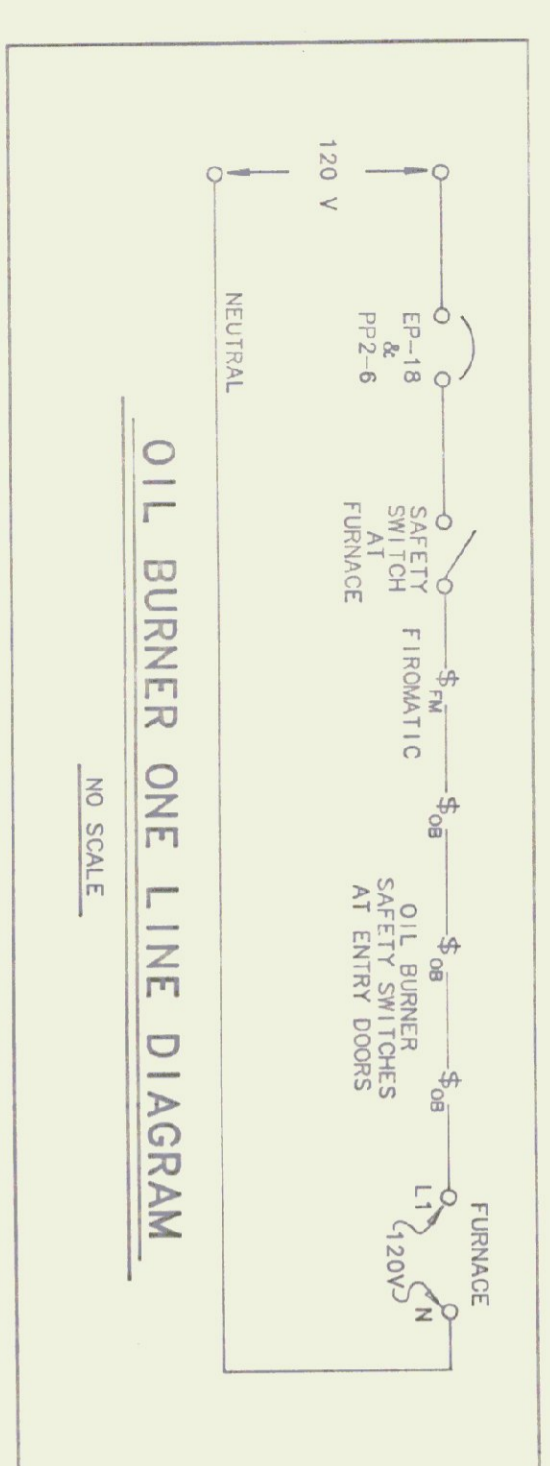 120 V
EP-18
&
PP2-6
NEUTRAL
SAFETY
SWITCH
AT
FURNACE
$FM
FIROMATIC
$OB
$OB
$OB
OIL BURNER
SAFETY SWITCHES
AT ENTRY DOORS
FURNACE
L1
120V
N
OIL BURNER ONE LINE DIAGRAM
NO SCALE